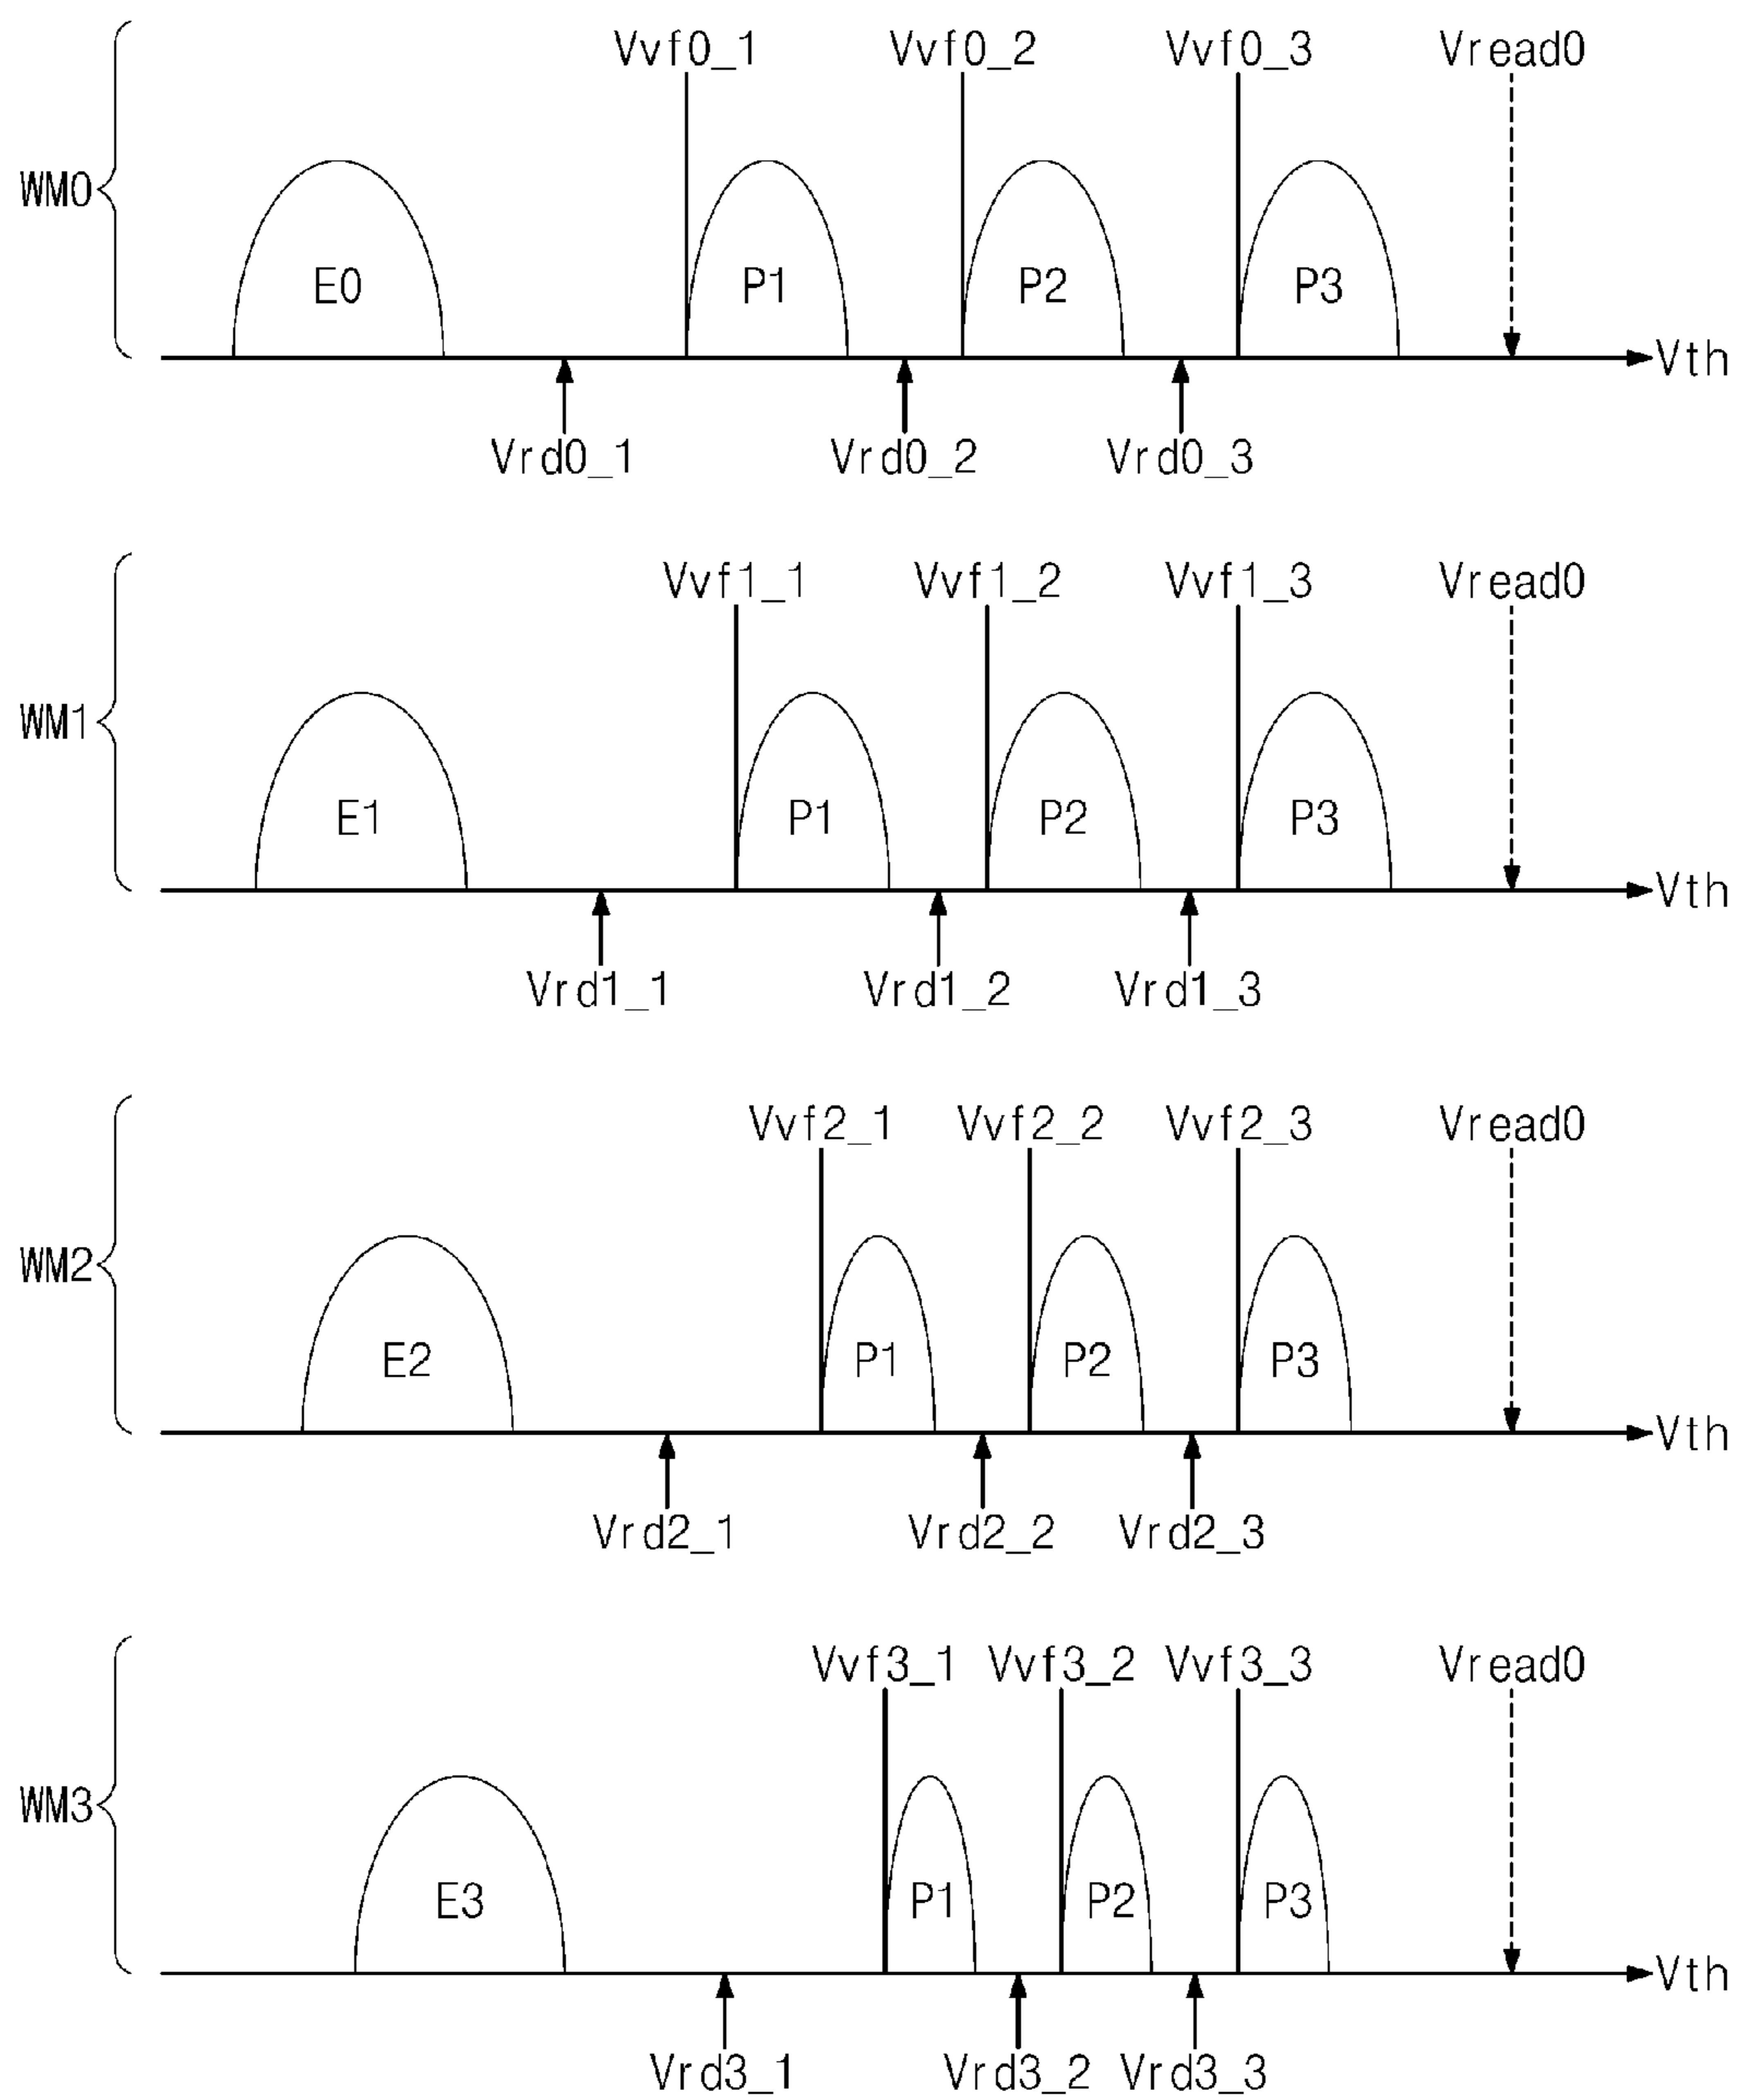 Vvf0_1 Vvf0_2 Vvf0_3 Vread0
WM0
E0 P1 P2 P3
Vth
Vrd0_1 Vrd0_2 Vrd0_3
Vvf1_1 Vvf1_2 Vvf1_3 Vread0
WM1
E1 P1 P2 P3
Vth
Vrd1_1 Vrd1_2 Vrd1_3
Vvf2_1 Vvf2_2 Vvf2_3 Vread0
WM2
E2 P1 P2 P3
Vth
Vrd2_1 Vrd2_2 Vrd2_3
Vvf3_1 Vvf3_2 Vvf3_3 Vread0
WM3
E3 P1 P2 P3
Vth
Vrd3_1 Vrd3_2 Vrd3_3